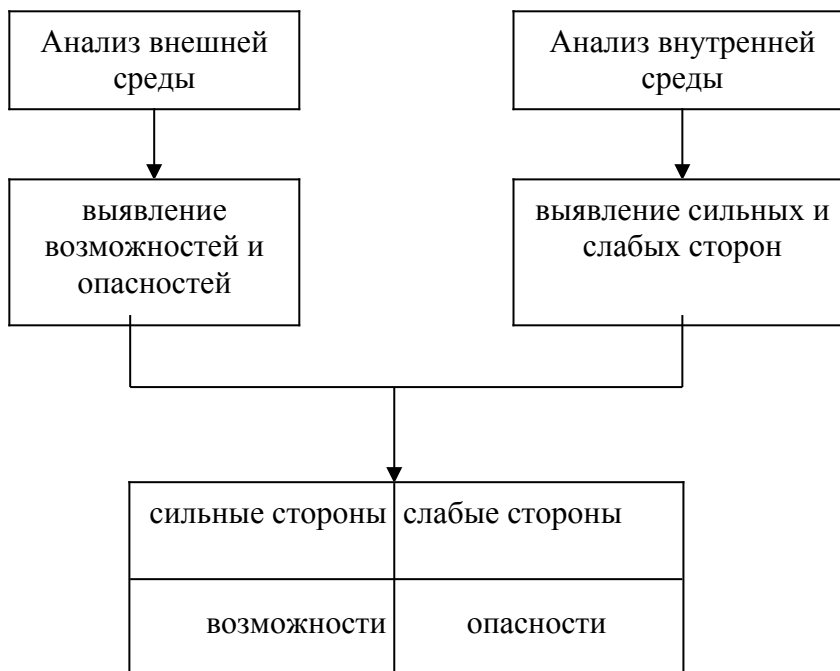 Анализ внешней
среды
Анализ внутренней
среды
выявление
возможностей и
опасностей
выявление сильных и
слабых сторон
сильные стороны
слабые стороны
возможности
опасности